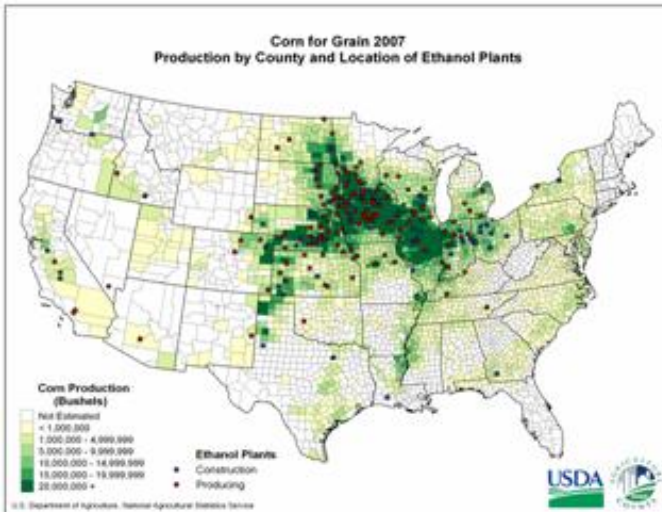 Corn for Grain 2007
Production by County and Location of Ethanol Plants
Corn Production
(Bushels)
Not Estimated
< 1,000,000
1,000,000 - 4,999,999
5,000,000 - 9,999,999
10,000,000 - 14,999,999
15,000,000 - 19,999,999
20,000,000 +
Ethanol Plants
Construction
Producing
U.S. Department of Agriculture, National Agricultural Statistics Service
USDA